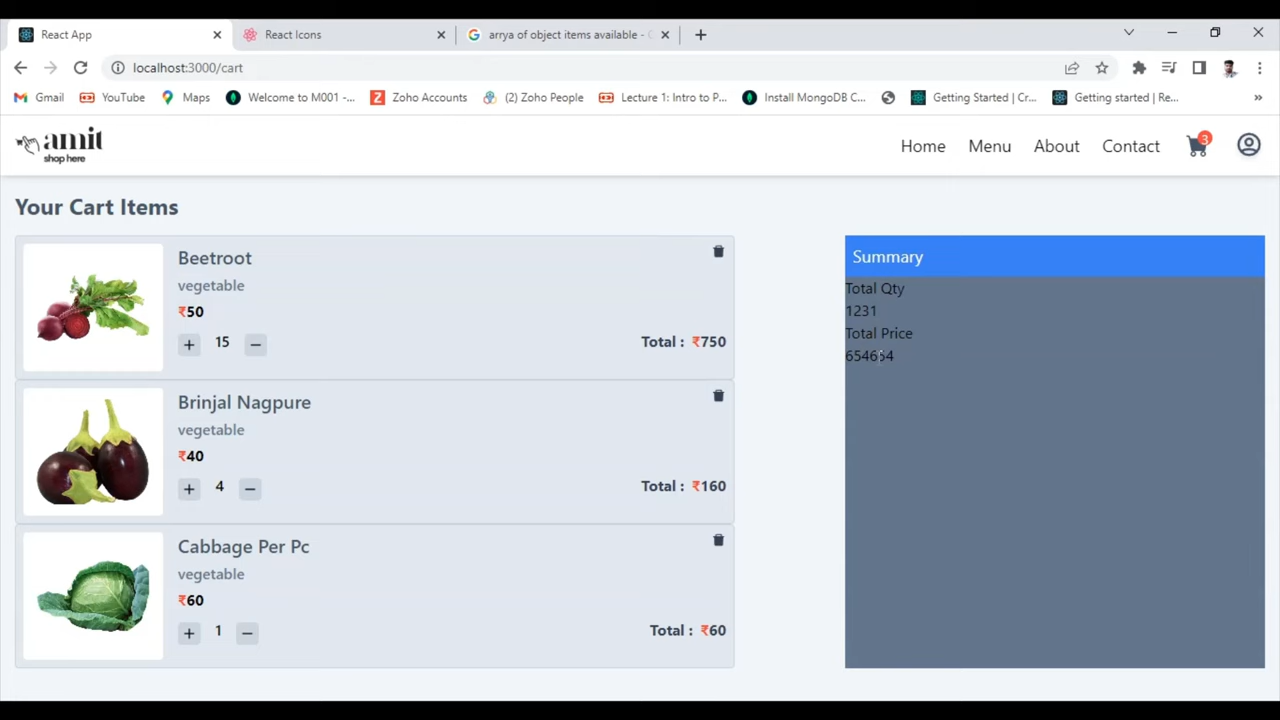 React App
React Icons
arrya of object items available - G
localhost:3000/cart
Gmail
YouTube
Maps
Welcome to M001 -...
Zoho Accounts
(2) Zoho People
Lecture 1: Intro to P...
Install MongoDB C...
Getting Started | Cr...
Getting started | Re...
»
amit
shop here
Home
Menu
About
Contact
3
Your Cart Items
Beetroot
vegetable
₹50
+ 15 −
Total : ₹750
Brinjal Nagpure
vegetable
₹40
+ 4 −
Total : ₹160
Cabbage Per Pc
vegetable
₹60
+ 1 −
Total : ₹60
Summary
Total Qty
1231
Total Price
654654